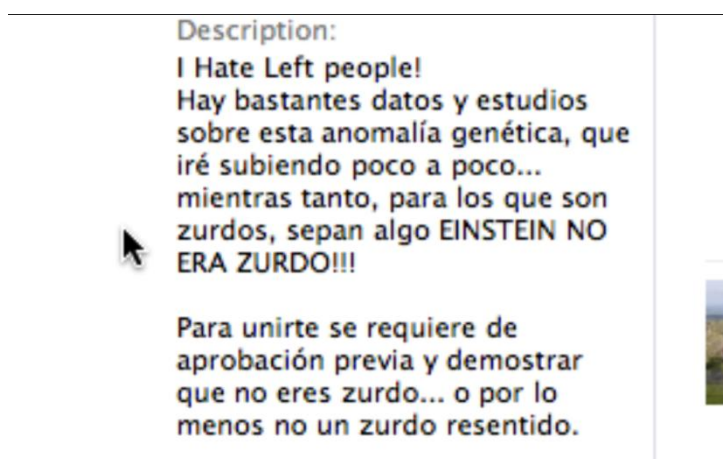 Description:
I Hate Left people!
Hay bastantes datos y estudios
sobre esta anomalía genética, que
iré subiendo poco a poco...
mientras tanto, para los que son
zurdos, sepan algo EINSTEIN NO
ERA ZURDO!!!
Para unirte se requiere de
aprobación previa y demostrar
que no eres zurdo... o por lo
menos no un zurdo resentido.